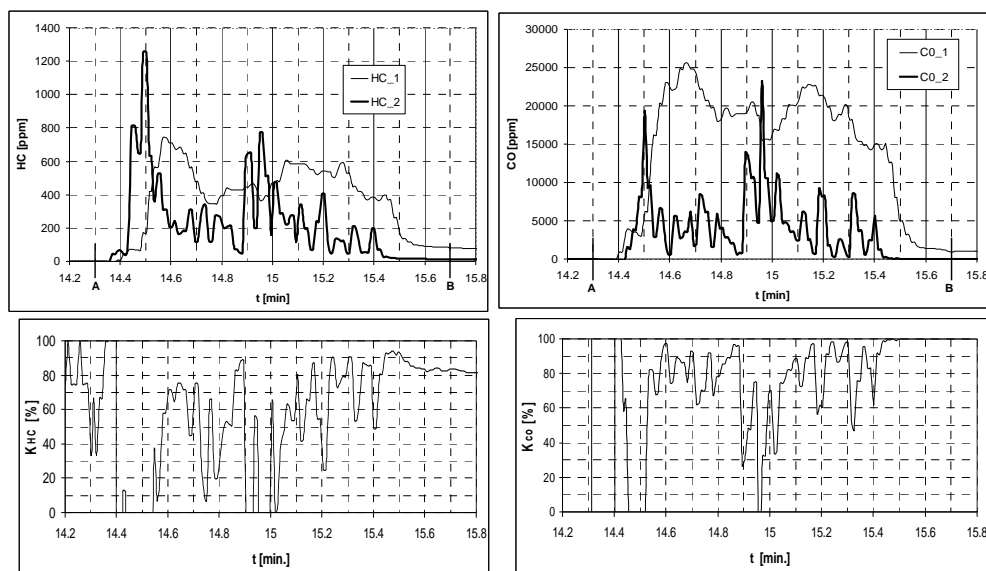 HC [ppm]
1400
1200
1000
800
600
400
200
0
HC_1
HC_2
14.2 14.4 14.6 14.8 15 15.2 15.4 15.6 15.8
A B
t [min]
CO [ppm]
30000
25000
20000
15000
10000
5000
0
C0_1
C0_2
14.2 14.4 14.6 14.8 15 15.2 15.4 15.6 15.8
A B
t [min]
K HC [%]
100
80
60
40
20
0
14.2 14.4 14.6 14.8 15 15.2 15.4 15.6 15.8
t [min.]
K co [%]
100
80
60
40
20
0
14.2 14.4 14.6 14.8 15 15.2 15.4 15.6 15.8
t [min.]